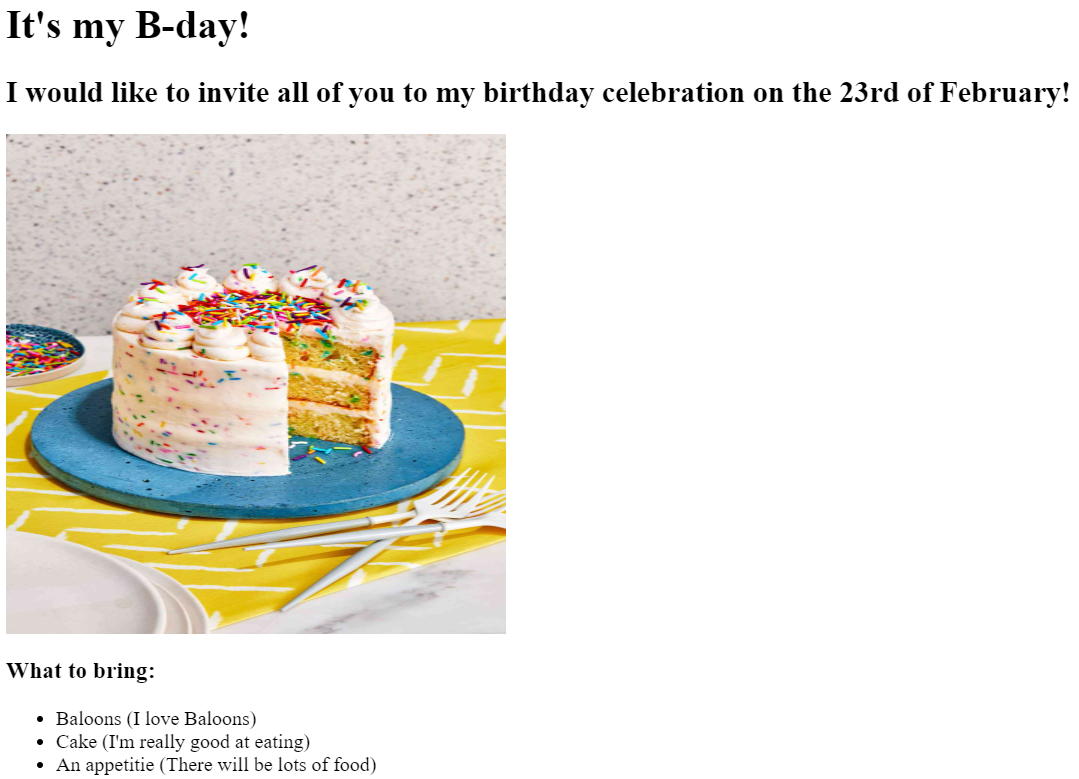 It's my B-day!
I would like to invite all of you to my birthday celebration on the 23rd of February!
What to bring:
Baloons (I love Baloons)
Cake (I'm really good at eating)
An appetitie (There will be lots of food)